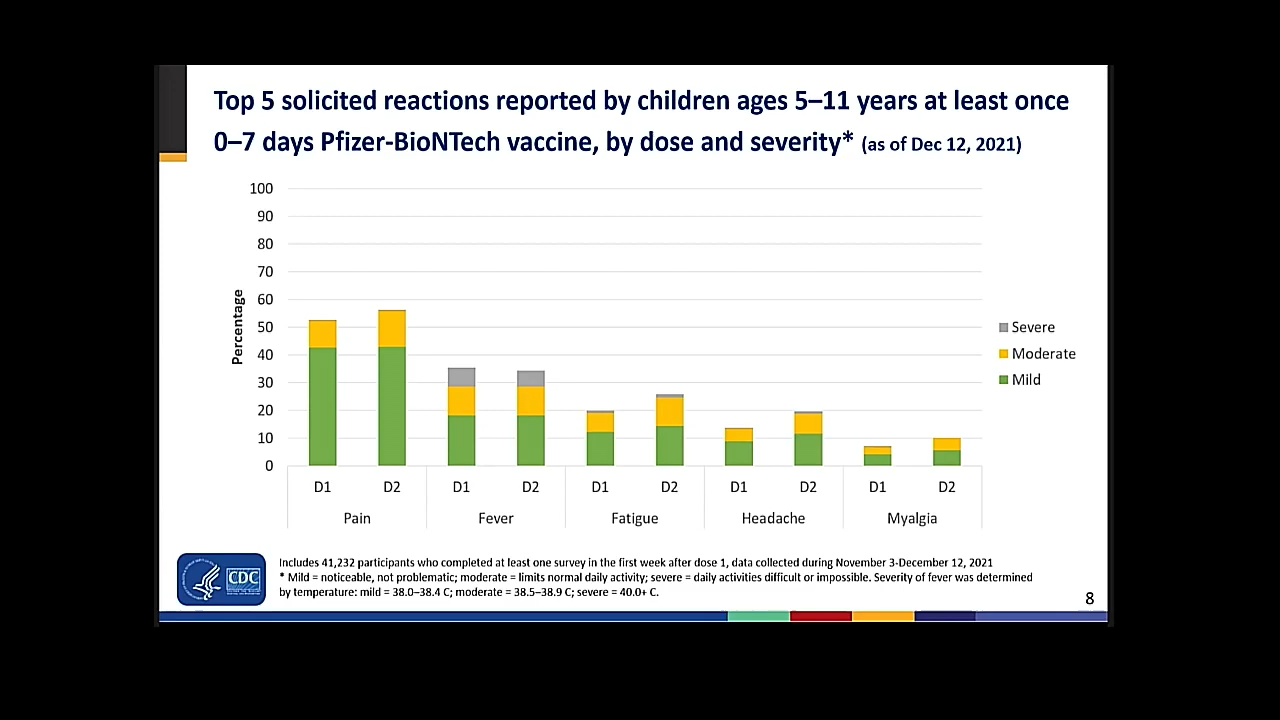 Top 5 solicited reactions reported by children ages 5–11 years at least once
0–7 days Pfizer-BioNTech vaccine, by dose and severity* (as of Dec 12, 2021)
100
90
80
70
60
50
40
30
20
10
0
Percentage
Severe
Moderate
Mild
D1 D2 D1 D2 D1 D2 D1 D2 D1 D2
Pain Fever Fatigue Headache Myalgia
CDC
Includes 41,232 participants who completed at least one survey in the first week after dose 1, data collected during November 3-December 12, 2021
* Mild = noticeable, not problematic; moderate = limits normal daily activity; severe = daily activities difficult or impossible. Severity of fever was determined
by temperature: mild = 38.0–38.4 C; moderate = 38.5–38.9 C; severe = 40.0+ C.
8